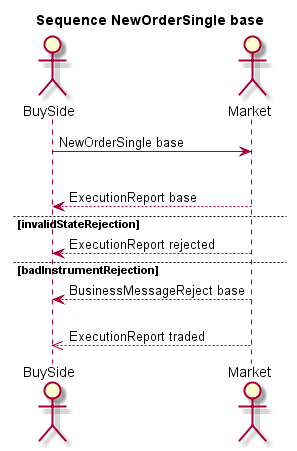 Sequence NewOrderSingle base
BuySide
Market
NewOrderSingle base
ExecutionReport base
[invalidStateRejection]
ExecutionReport rejected
[badInstrumentRejection]
BusinessMessageReject base
ExecutionReport traded
BuySide
Market